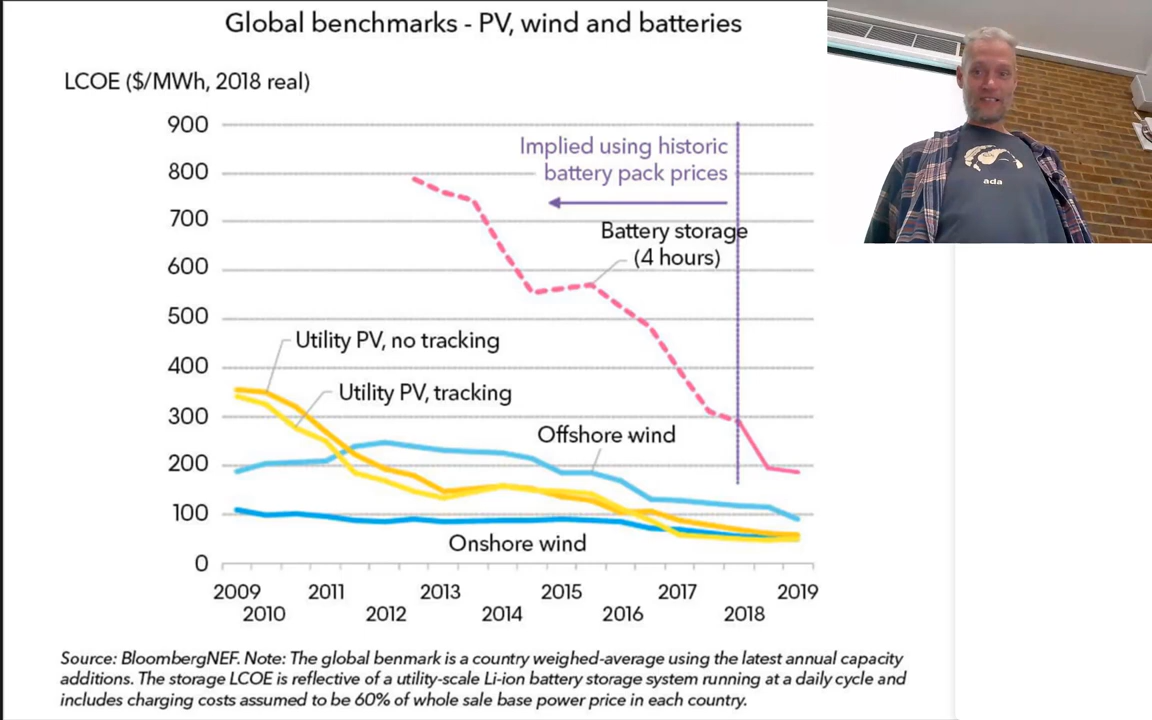 Global benchmarks - PV, wind and batteries
LCOE ($/MWh, 2018 real)
900
800
700
600
500
400
300
200
100
0
Implied using historic
battery pack prices
Battery storage
(4 hours)
Utility PV, no tracking
Utility PV, tracking
Offshore wind
Onshore wind
2009 2011 2013 2015 2017 2019
2010 2012 2014 2016 2018
Source: BloombergNEF. Note: The global benmark is a country weighed-average using the latest annual capacity
additions. The storage LCOE is reflective of a utility-scale Li-ion battery storage system running at a daily cycle and
includes charging costs assumed to be 60% of whole sale base power price in each country.
ada